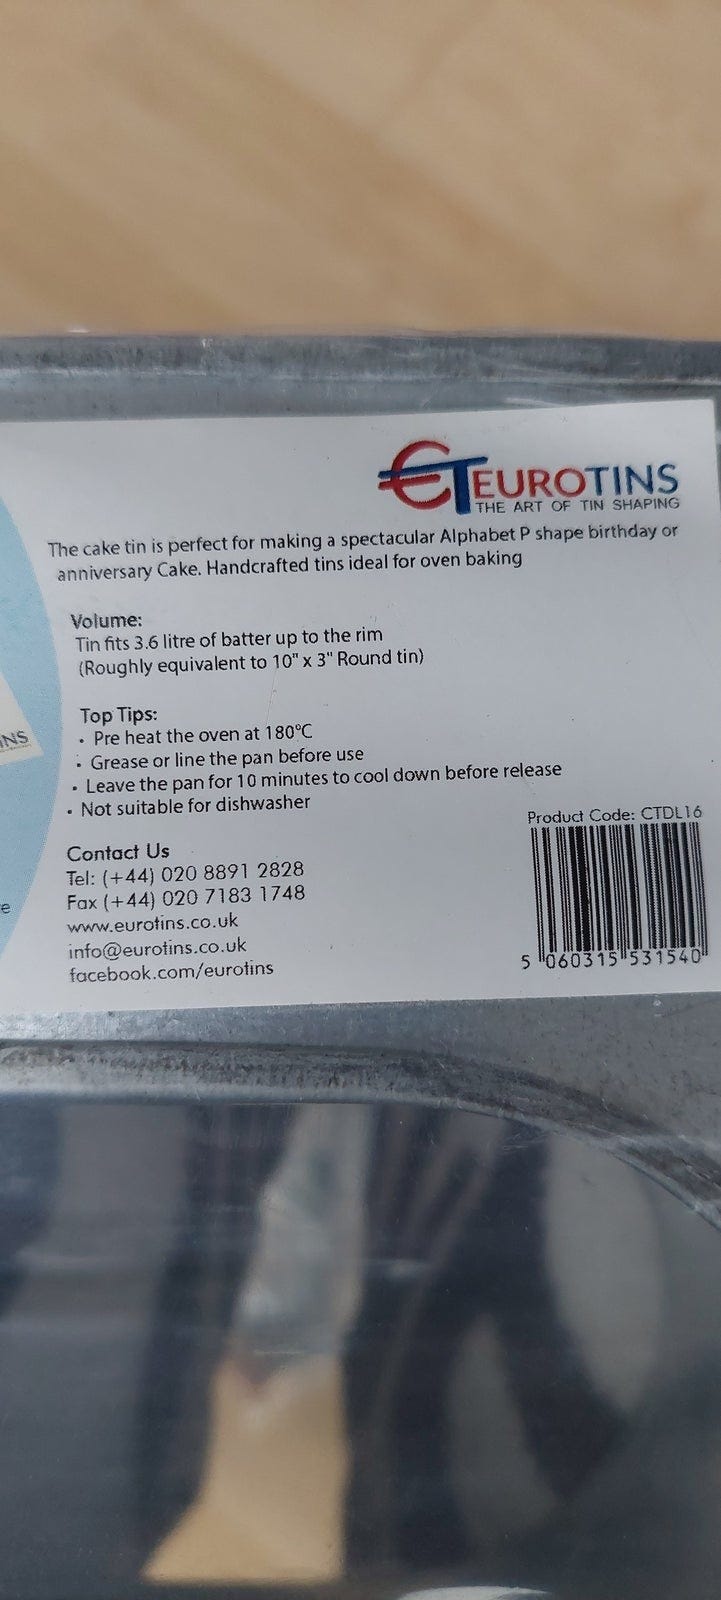 EUROTINS
THE ART OF TIN SHAPING
The cake tin is perfect for making a spectacular Alphabet P shape birthday or
anniversary Cake. Handcrafted tins ideal for oven baking
Volume:
Tin fits 3.6 litre of batter up to the rim
(Roughly equivalent to 10" x 3" Round tin)
Top Tips:
• Pre heat the oven at 180°C
• Grease or line the pan before use
• Leave the pan for 10 minutes to cool down before release
• Not suitable for dishwasher
Product Code: CTDL16
Contact Us
Tel: (+44) 020 8891 2828
Fax (+44) 020 7183 1748
www.eurotins.co.uk
info@eurotins.co.uk
facebook.com/eurotins
5 060315 531540